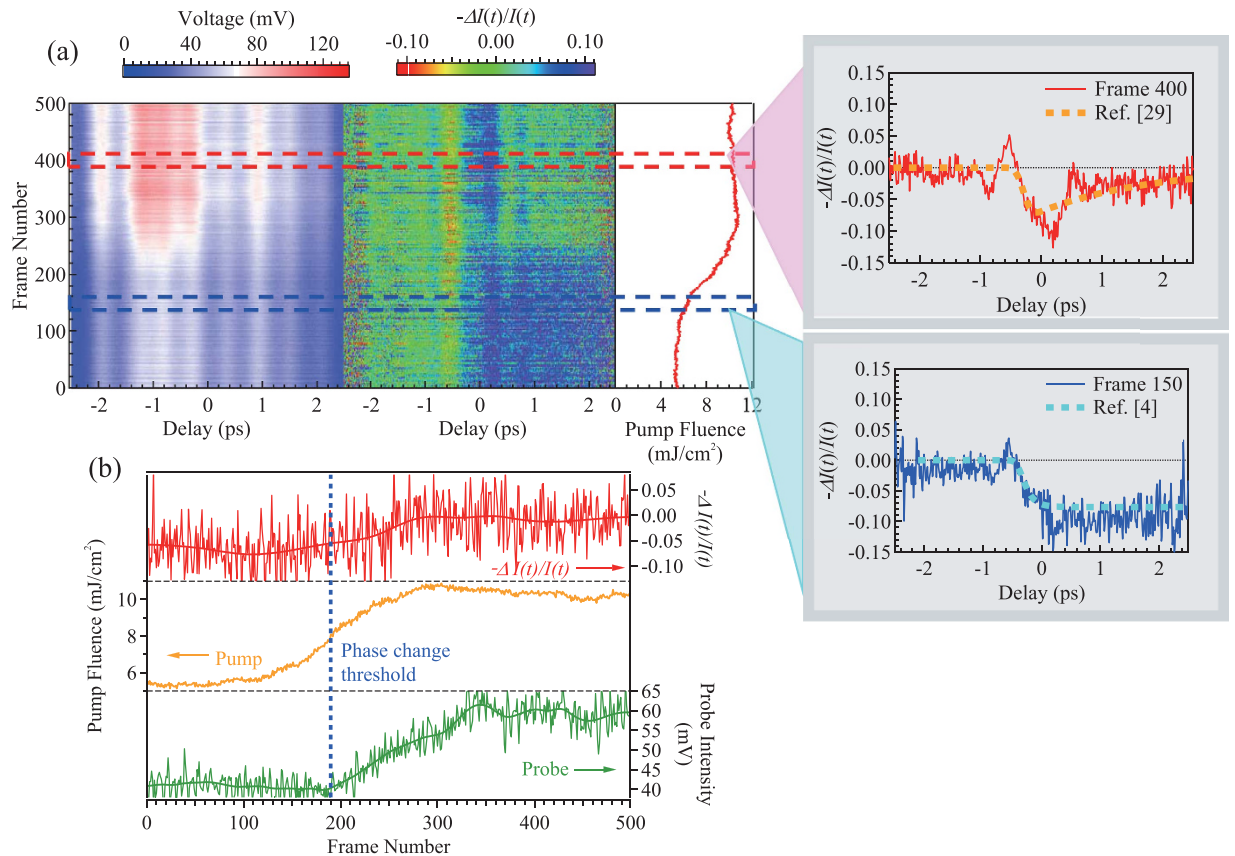 (a)
Voltage (mV)
0 40 80 120
-ΔI(t)/I(t)
-0.10 0.00 0.10
500
400
300
200
100
0
Frame Number
-2 -1 0 1 2
Delay (ps)
-2 -1 0 1 2
Delay (ps)
0 4 8 12
Pump Fluence
(mJ/cm²)
0.15
0.10
0.05
0.00
-0.05
-0.10
-0.15
-ΔI(t)/I(t)
Frame 400
Ref. [29]
-2 -1 0 1 2
Delay (ps)
0.15
0.10
0.05
0.00
-0.05
-0.10
-0.15
-ΔI(t)/I(t)
Frame 150
Ref. [4]
-2 -1 0 1 2
Delay (ps)
(b)
0.05
0.00
-0.05
-0.10
-ΔI(t)/I(t)
-ΔI(t)/I(t)
10
8
6
Pump Fluence (mJ/cm²)
Pump
Phase change
threshold
65
60
55
50
45
40
Probe Intensity
(mV)
Probe
0 100 200 300 400 500
Frame Number